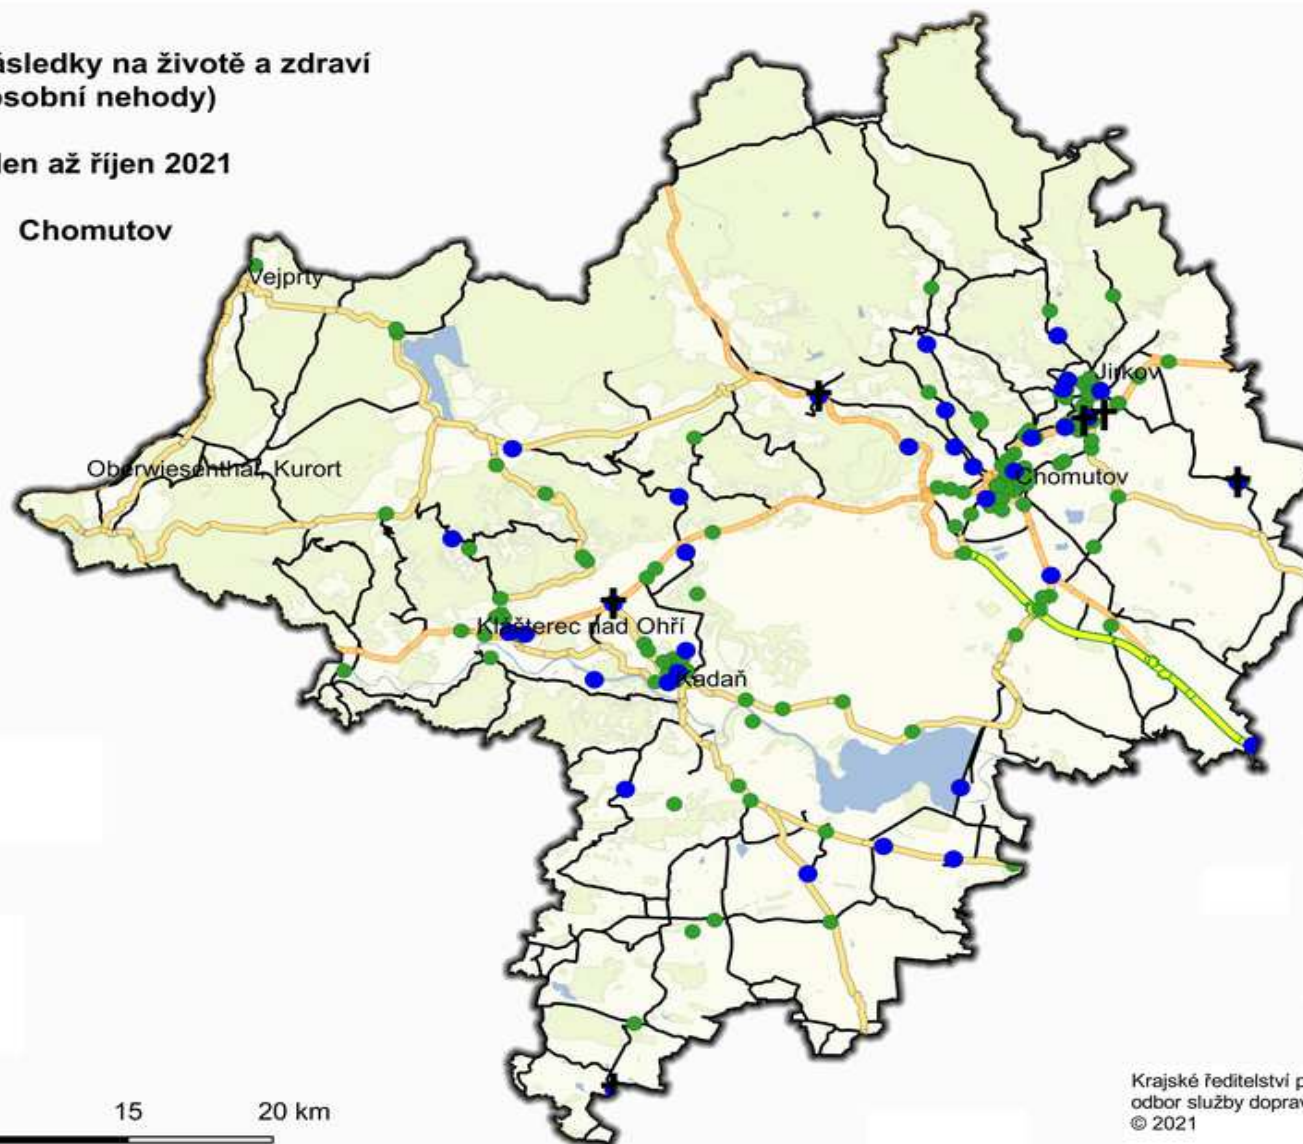 ásledky na životě a zdraví
osobní nehody)
den až říjen 2021
Chomutov
Vejprty
Jirkov
Oberwiesenthal, Kurort
Chomutov
Klášterec nad Ohří
Kadaň
15 20 km
Krajské ředitelství p
odbor služby doprav
© 2021